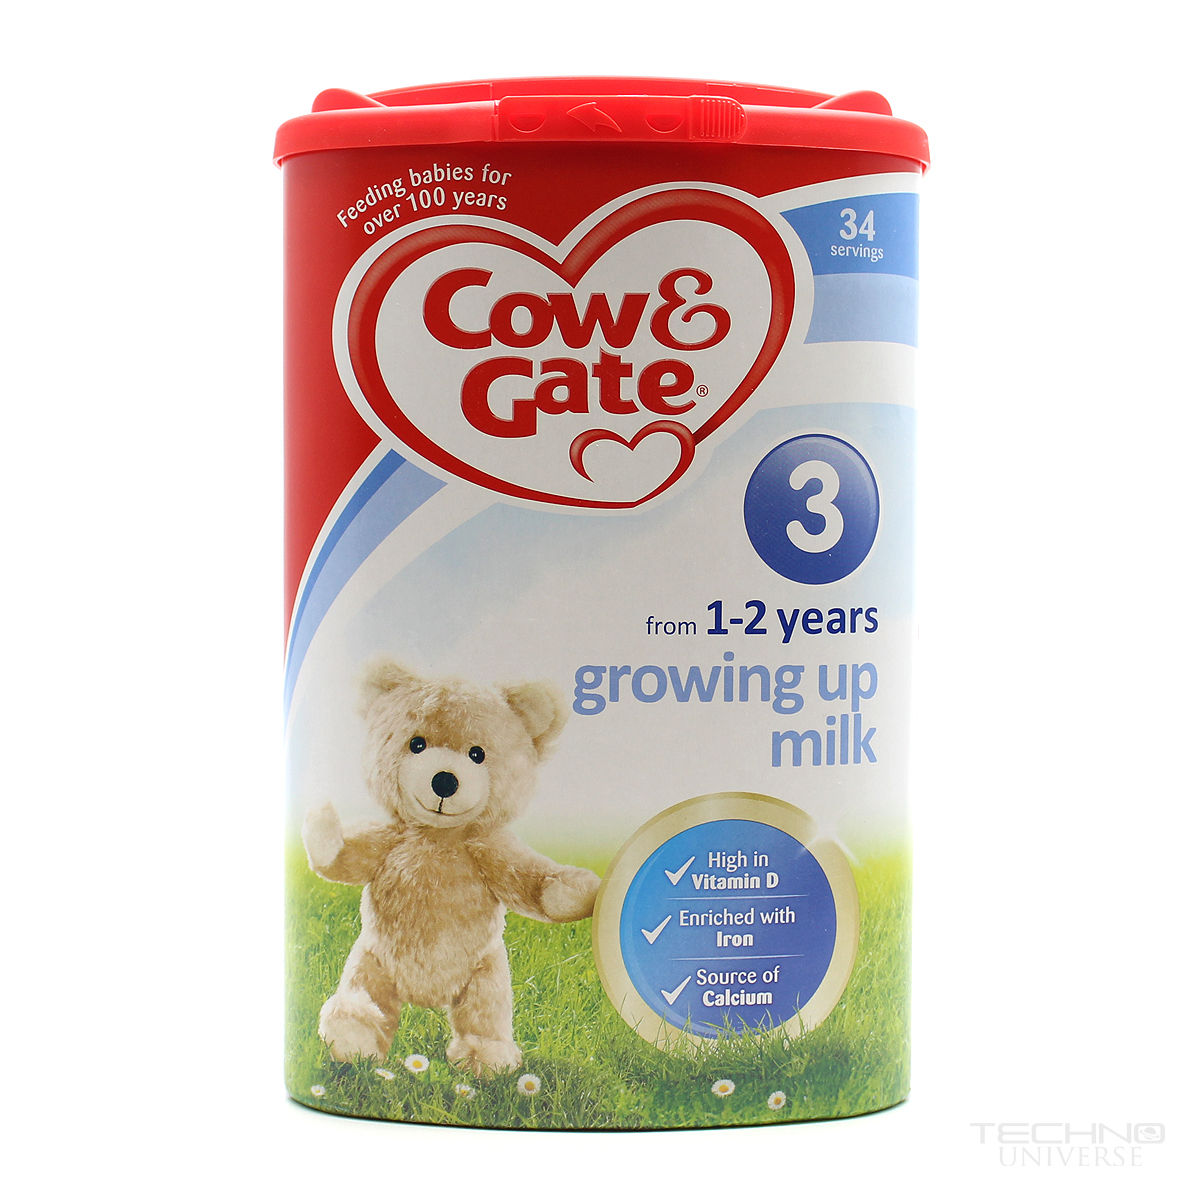 Feeding babies for
over 100 years
34
servings
Cow &
Gate®
3
from 1-2 years
growing up
milk
High in
Vitamin D
Enriched with
Iron
Source of
Calcium
TECHNO
UNIVERSE